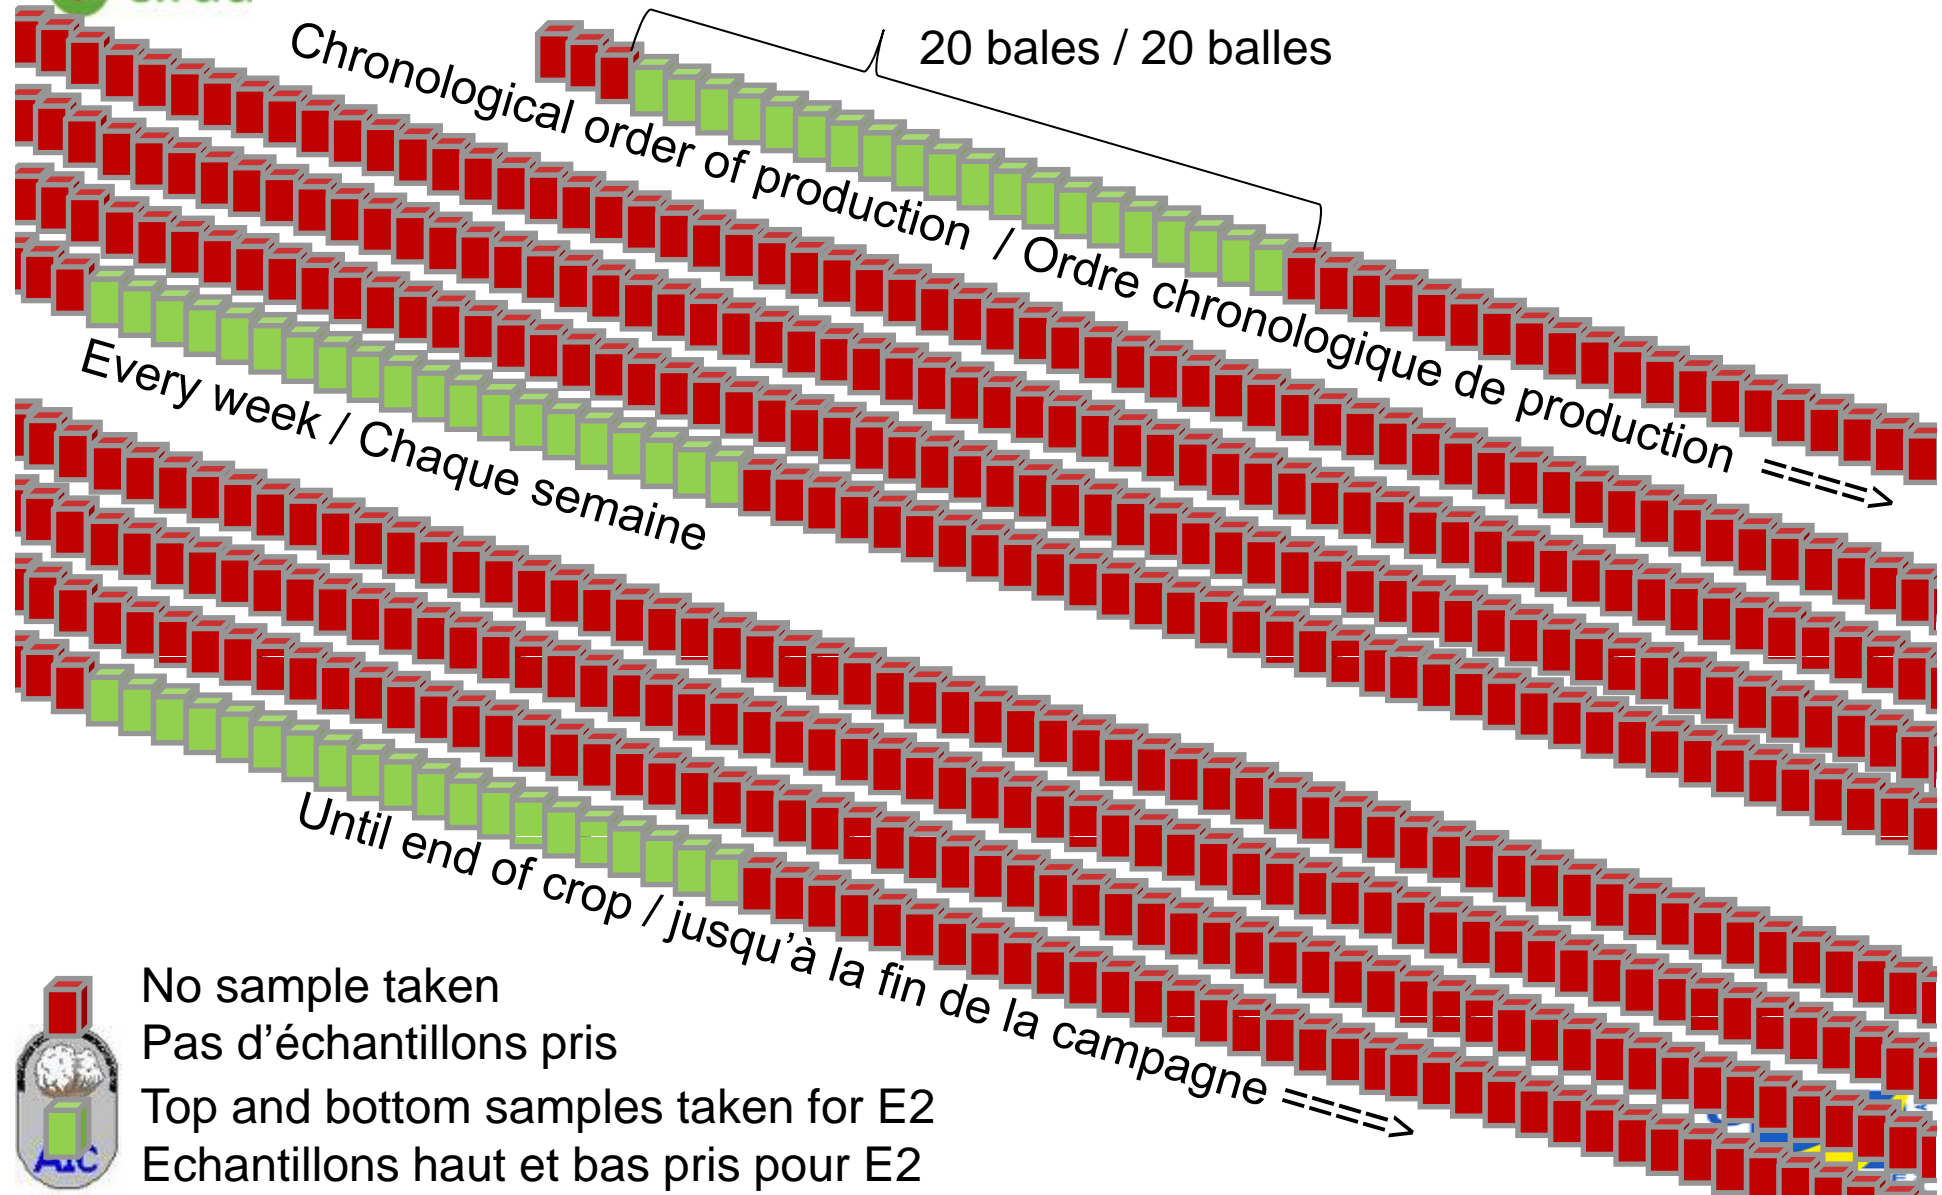 20 bales / 20 balles
Chronological order of production / Ordre chronologique de production ====>
Every week / Chaque semaine
Until end of crop / jusqu’à la fin de la campagne ====>
No sample taken
Pas d’échantillons pris
Top and bottom samples taken for E2
Echantillons haut et bas pris pour E2